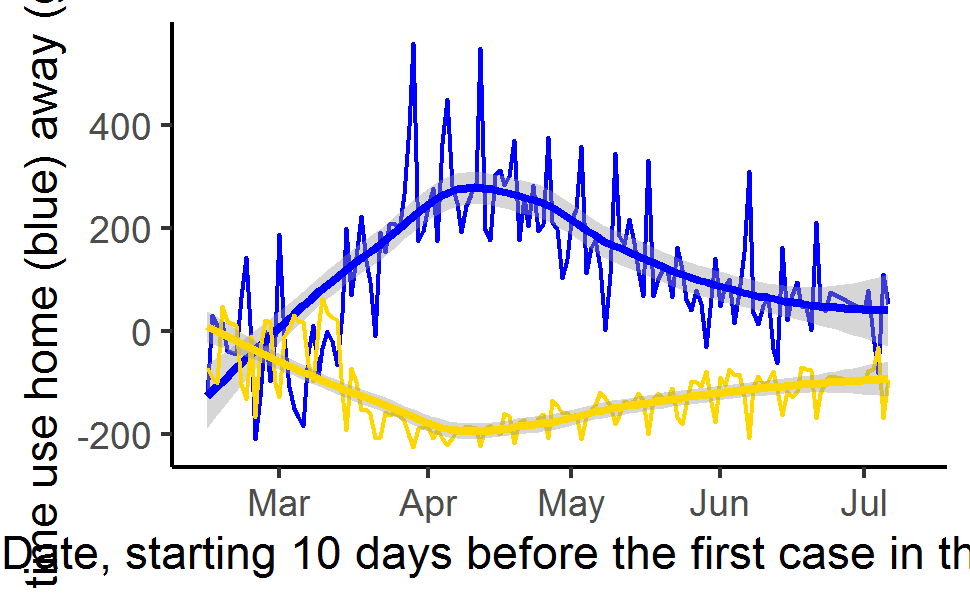 time use home (blue) away (
400
200
0
-200
Mar Apr May Jun Jul
Date, starting 10 days before the first case in th